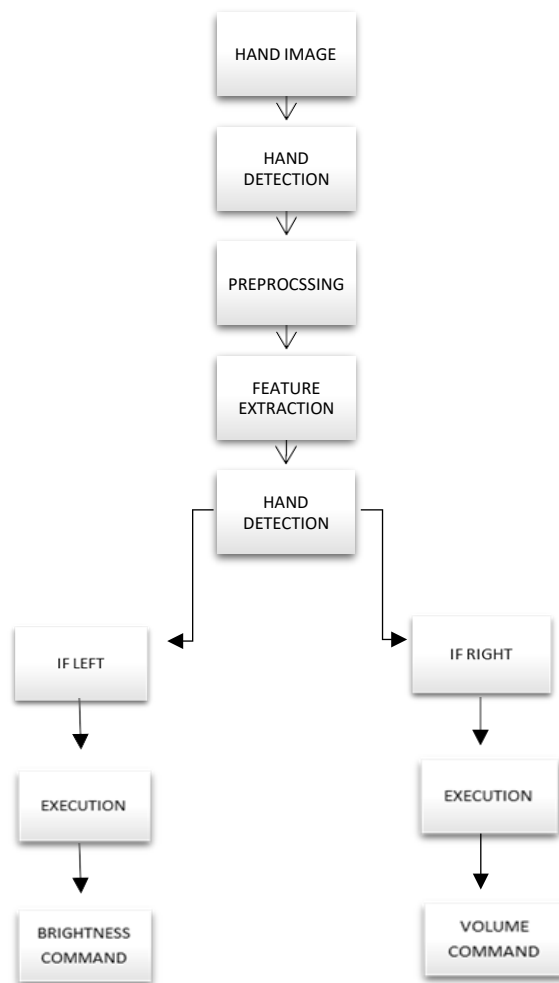 HAND IMAGE
HAND
DETECTION
PREPROCSSING
FEATURE
EXTRACTION
HAND
DETECTION
IF LEFT
EXECUTION
BRIGHTNESS
COMMAND
IF RIGHT
EXECUTION
VOLUME
COMMAND